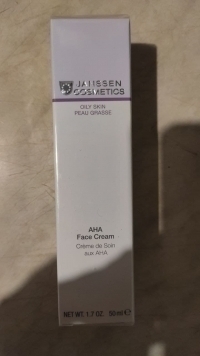 JANSSEN
COSMETICS
OILY SKIN
PEAU GRASSE
AHA
Face Cream
Crème de Soin
aux AHA
NET WT. 1.7 OZ. 50 ml ℮